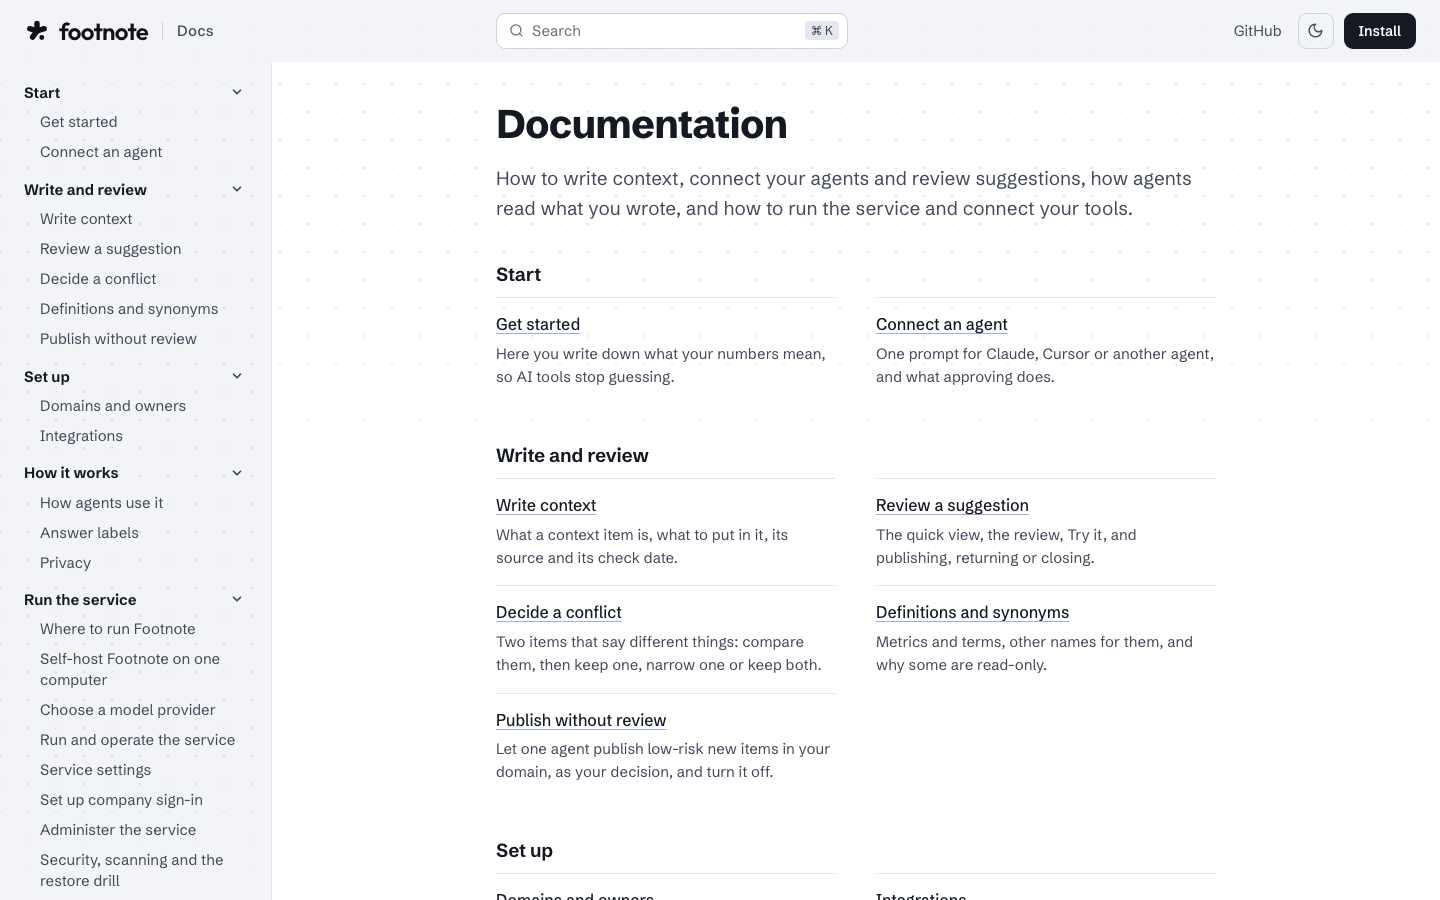 footnote
Docs
Search
⌘ K
GitHub
Install
Start
Get started
Connect an agent
Write and review
Write context
Review a suggestion
Decide a conflict
Definitions and synonyms
Publish without review
Set up
Domains and owners
Integrations
How it works
How agents use it
Answer labels
Privacy
Run the service
Where to run Footnote
Self-host Footnote on one
computer
Choose a model provider
Run and operate the service
Service settings
Set up company sign-in
Administer the service
Security, scanning and the
restore drill
Documentation
How to write context, connect your agents and review suggestions, how agents
read what you wrote, and how to run the service and connect your tools.
Start
Get started
Here you write down what your numbers mean,
so AI tools stop guessing.
Connect an agent
One prompt for Claude, Cursor or another agent,
and what approving does.
Write and review
Write context
What a context item is, what to put in it, its
source and its check date.
Review a suggestion
The quick view, the review, Try it, and
publishing, returning or closing.
Decide a conflict
Two items that say different things: compare
them, then keep one, narrow one or keep both.
Definitions and synonyms
Metrics and terms, other names for them, and
why some are read-only.
Publish without review
Let one agent publish low-risk new items in your
domain, as your decision, and turn it off.
Set up
Domains and owners
Integrations